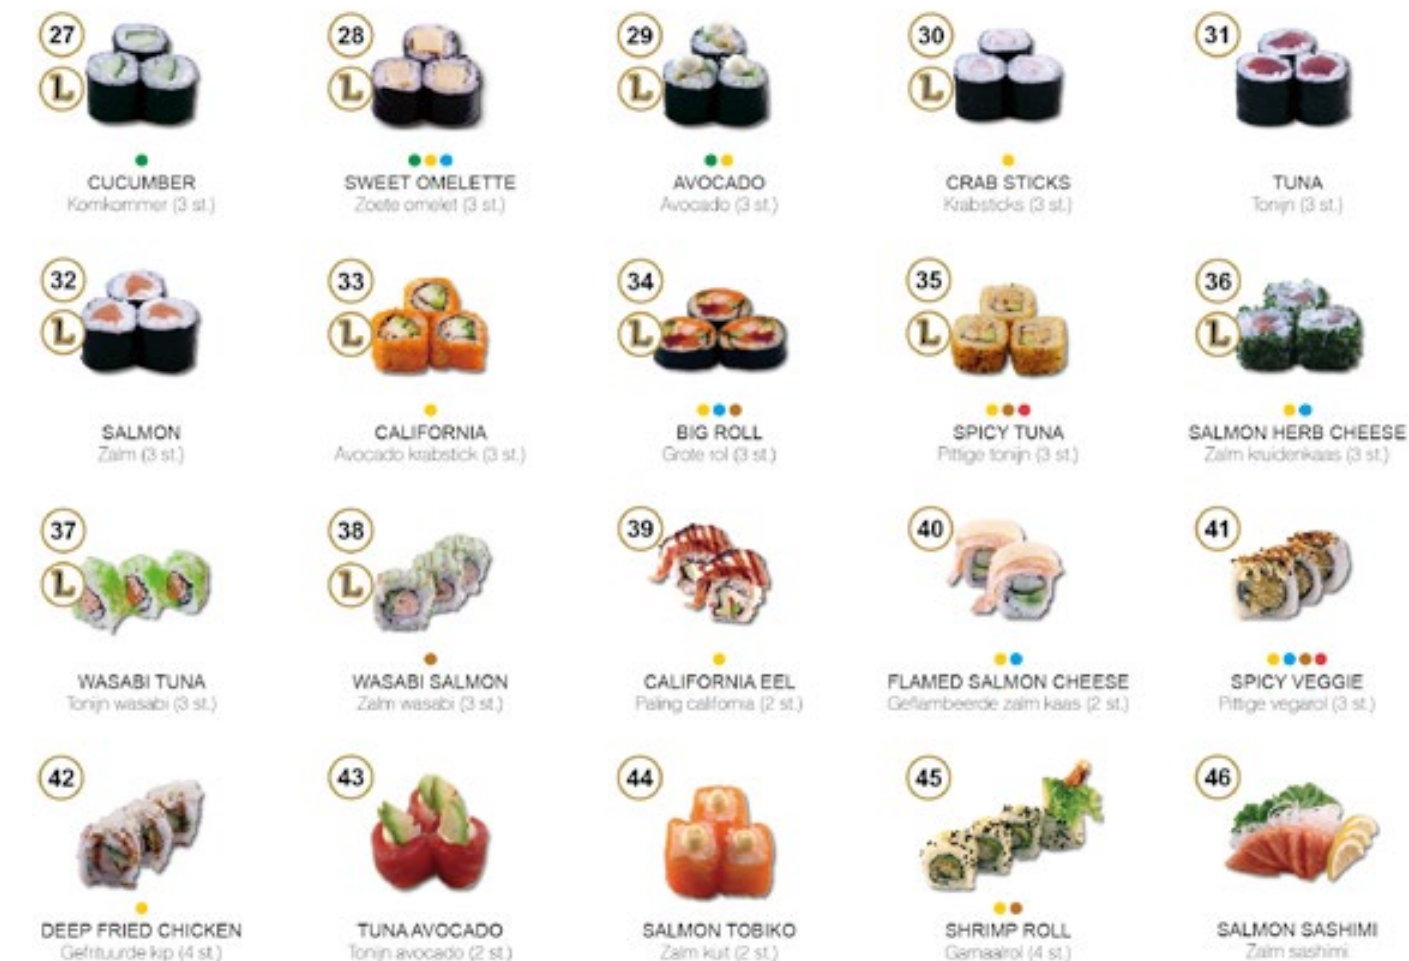 27 28 29 30 31
L L L L
CUCUMBER SWEET OMELETTE AVOCADO CRAB STICKS TUNA
Komkommer (3 st.) Zoete omelet (3 st.) Avocado (3 st.) Krabsticks (3 st.) Tonijn (3 st.)
32 33 34 35 36
L L L L L
SALMON CALIFORNIA BIG ROLL SPICY TUNA SALMON HERB CHEESE
Zalm (3 st.) Avocado krabstick (3 st.) Grote rol (3 st.) Pittige tonijn (3 st.) Zalm kruidenkaas (3 st.)
37 38 39 40 41
L L
WASABI TUNA WASABI SALMON CALIFORNIA EEL FLAMED SALMON CHEESE SPICY VEGGIE
Tonijn wasabi (3 st.) Zalm wasabi (3 st.) Paling california (2 st.) Geflambeerde zalm kaas (2 st.) Pittige vegarol (3 st.)
42 43 44 45 46
DEEP FRIED CHICKEN TUNA AVOCADO SALMON TOBIKO SHRIMP ROLL SALMON SASHIMI
Gefrituurde kip (4 st.) Tonijn avocado (2 st.) Zalm kuit (2 st.) Garnaalrol (4 st.) Zalm sashimi